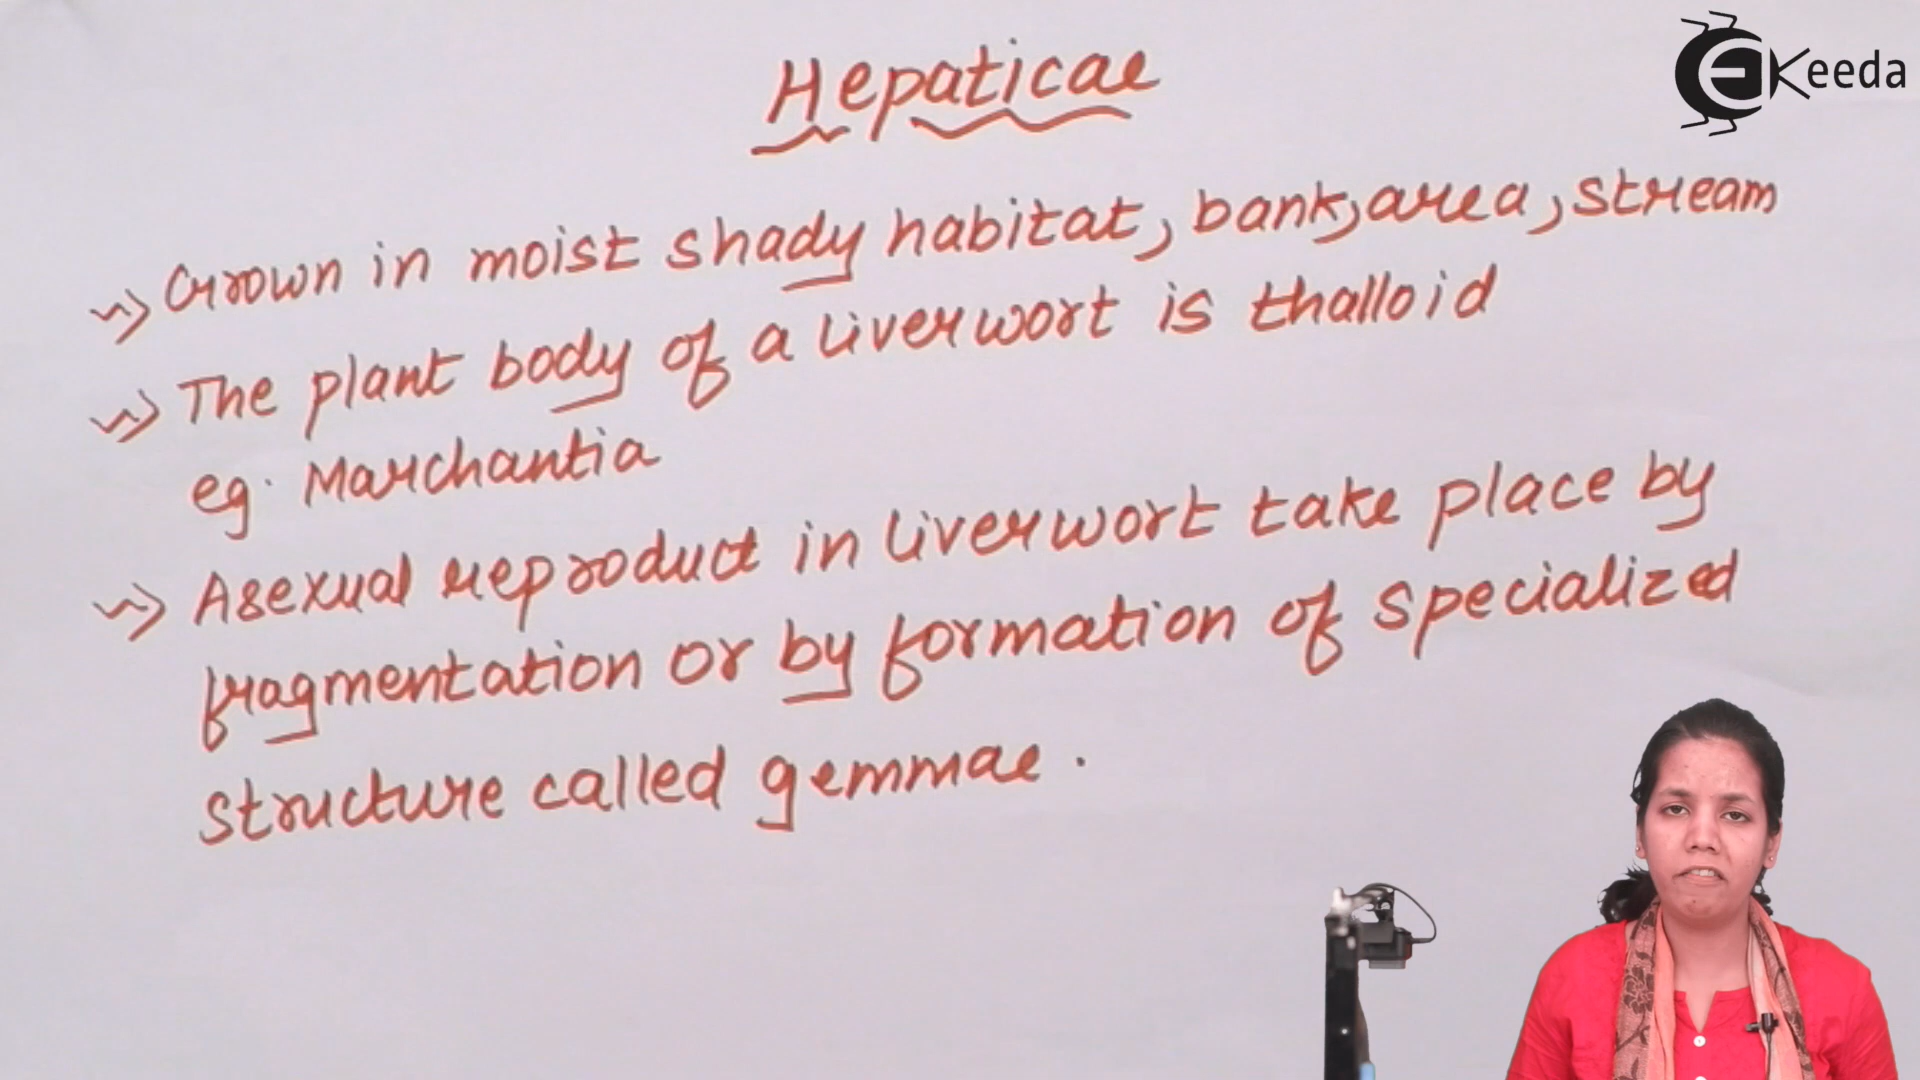 Hepaticae
EKeeda
Grown in moist shady habitat, bank, area, stream
The plant body of a liverwort is thalloid
eg. Marchantia
Asexual reproduct in liverwort take place by
fragmentation or by formation of specialized
structure called gemmae.